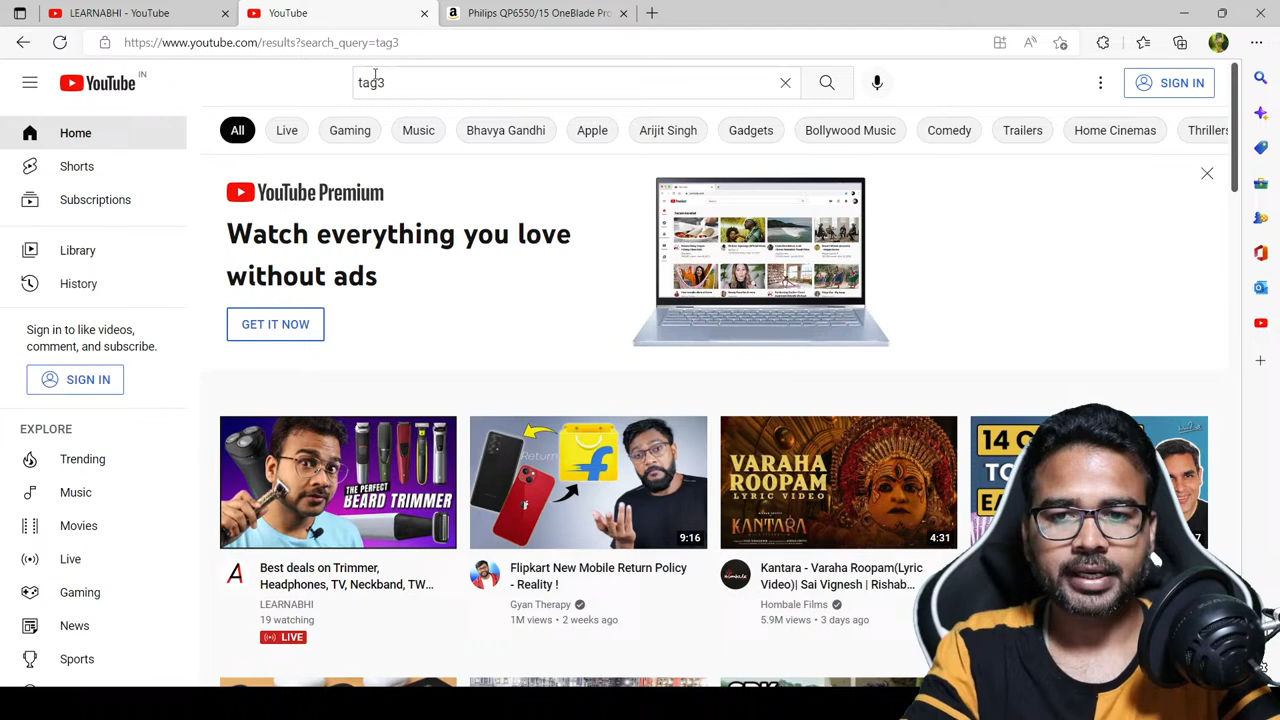 LEARNABHI - YouTube
YouTube
Philips QP6550/15 OneBlade Pro
https://www.youtube.com/results?search_query=tag3
YouTube IN
tag3
SIGN IN
Home
Shorts
Subscriptions
Library
History
Sign in to like videos,
comment, and subscribe.
SIGN IN
EXPLORE
Trending
Music
Movies
Live
Gaming
News
Sports
All
Live
Gaming
Music
Bhavya Gandhi
Apple
Arijit Singh
Gadgets
Bollywood Music
Comedy
Trailers
Home Cinemas
Thrillers
YouTube Premium
Watch everything you love
without ads
GET IT NOW
THE PERFECT
BEARD TRIMMER
Best deals on Trimmer,
Headphones, TV, Neckband, TW...
LEARNABHI
19 watching
LIVE
Return
9:16
Flipkart New Mobile Return Policy
- Reality !
Gyan Therapy
1M views • 2 weeks ago
VARAHA
ROOPAM
LYRIC VIDEO
KANTARA
4:31
Kantara - Varaha Roopam(Lyric
Video)| Sai Vignesh | Rishab...
Hombale Films
5.9M views • 3 days ago
14 C
TO
EA